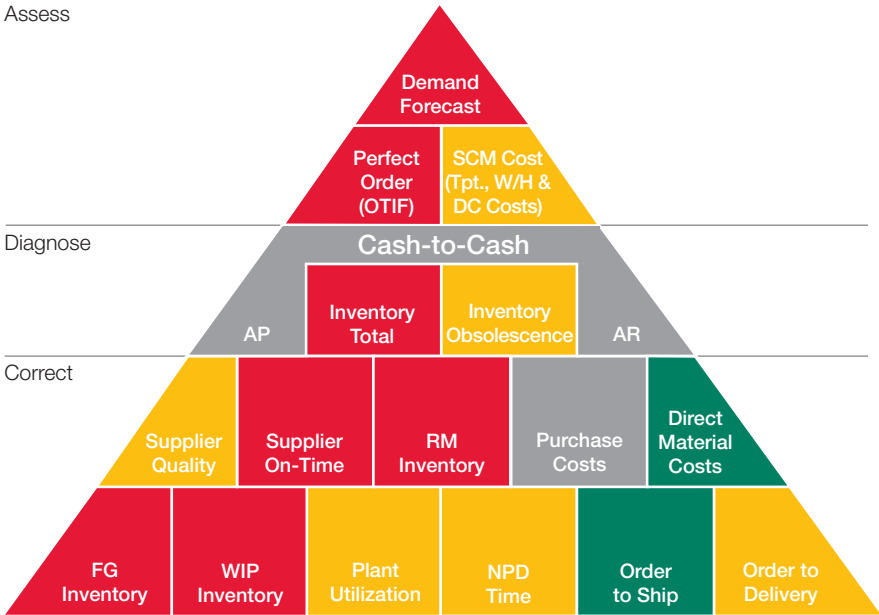 Assess
Demand
Forecast
Perfect
Order
(OTIF)
SCM Cost
(Tpt., W/H &
DC Costs)
Diagnose
Cash-to-Cash
AP
Inventory
Total
Inventory
Obsolescence
AR
Correct
Supplier
Quality
Supplier
On-Time
RM
Inventory
Purchase
Costs
Direct
Material
Costs
FG
Inventory
WIP
Inventory
Plant
Utilization
NPD
Time
Order
to Ship
Order to
Delivery